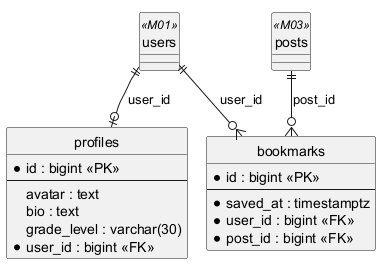 «M01»
users
«M03»
posts
user_id
user_id
post_id
profiles
id : bigint «PK»
avatar : text
bio : text
grade_level : varchar(30)
user_id : bigint «FK»
bookmarks
id : bigint «PK»
saved_at : timestamptz
user_id : bigint «FK»
post_id : bigint «FK»